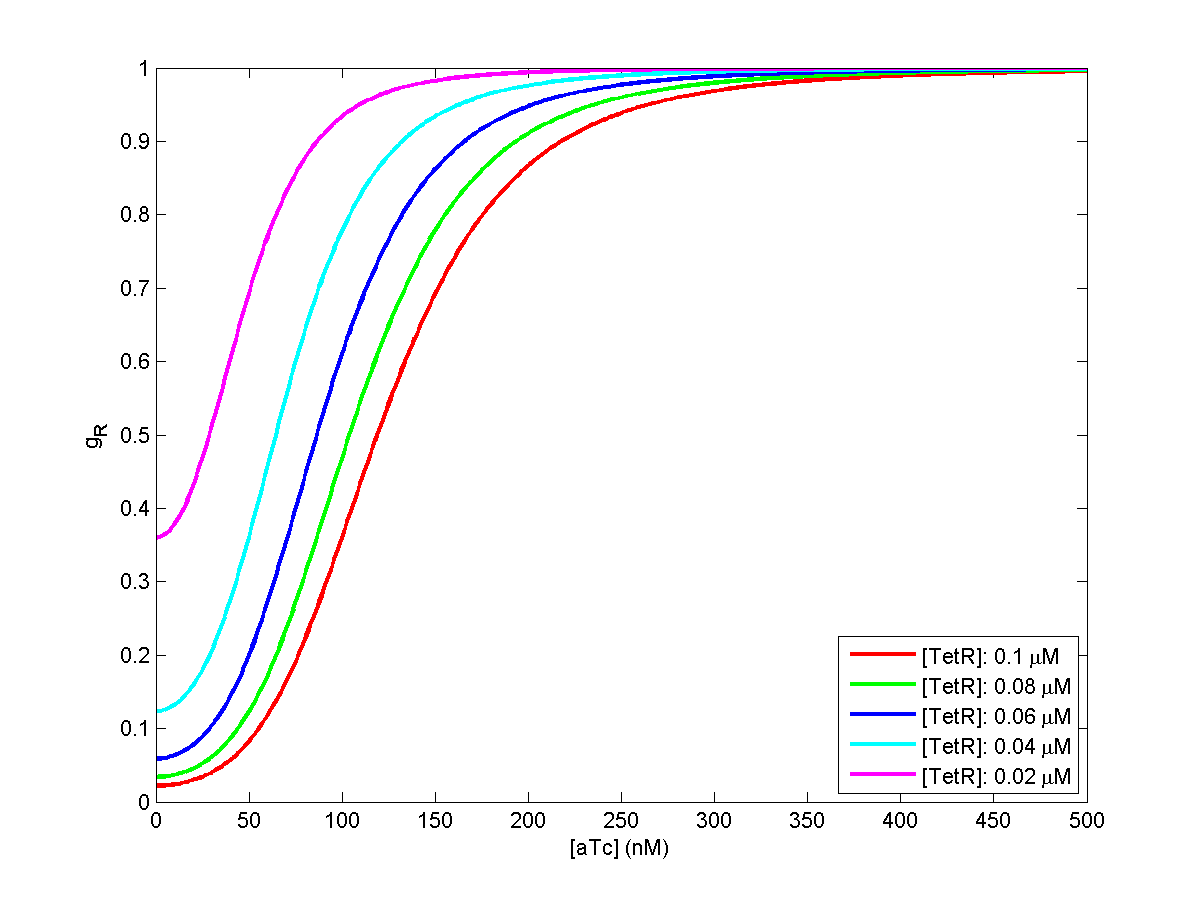 1
0.9
0.8
0.7
0.6
0.5
0.4
0.3
0.2
0.1
0
gR
0 50 100 150 200 250 300 350 400 450 500
[aTc] (nM)
[TetR]: 0.1 μM
[TetR]: 0.08 μM
[TetR]: 0.06 μM
[TetR]: 0.04 μM
[TetR]: 0.02 μM